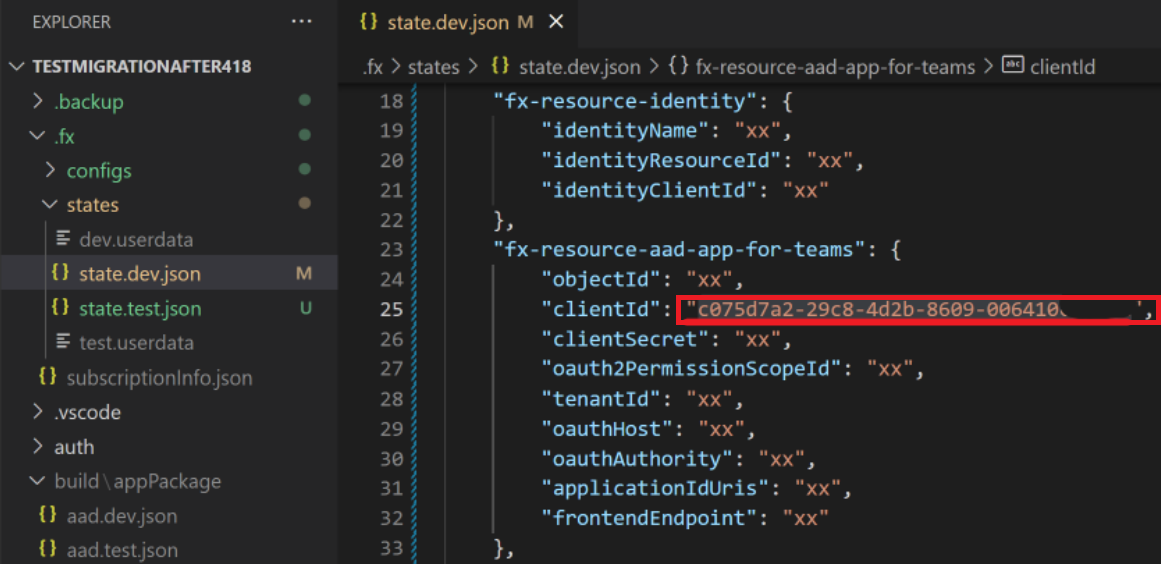 EXPLORER ...
TESTMIGRATIONAFTER418
.backup
.fx
configs
states
dev.userdata
state.dev.json M
state.test.json U
test.userdata
subscriptionInfo.json
.vscode
auth
build\appPackage
aad.dev.json
aad.test.json
{} state.dev.json M ×
.fx > states > {} state.dev.json > {} fx-resource-aad-app-for-teams > abc clientId
18 "fx-resource-identity": {
19 "identityName": "xx",
20 "identityResourceId": "xx",
21 "identityClientId": "xx"
22 },
23 "fx-resource-aad-app-for-teams": {
24 "objectId": "xx",
25 "clientId": "c075d7a2-29c8-4d2b-8609-006410
26 "clientSecret": "xx",
27 "oauth2PermissionScopeId": "xx",
28 "tenantId": "xx",
29 "oauthHost": "xx",
30 "oauthAuthority": "xx",
31 "applicationIdUris": "xx",
32 "frontendEndpoint": "xx"
33 },